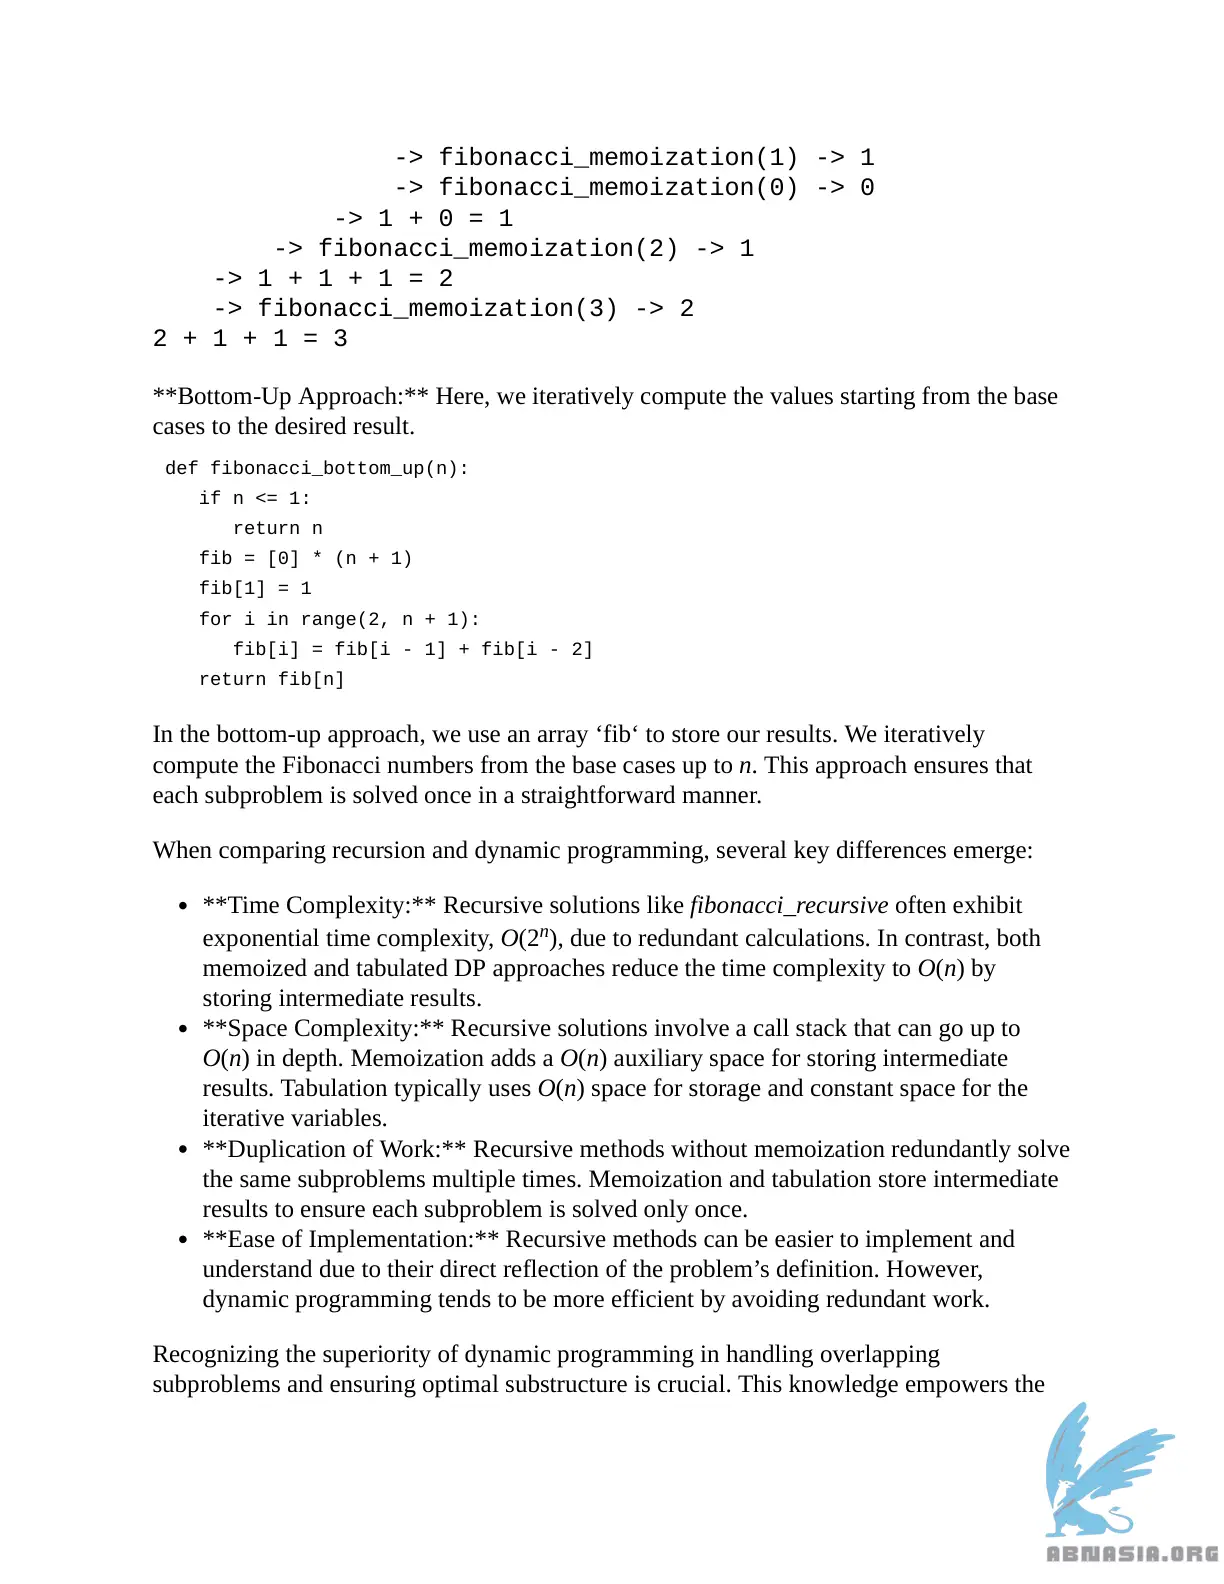 -> fibonacci_memoization(1) -> 1
-> fibonacci_memoization(0) -> 0
-> 1 + 0 = 1
-> fibonacci_memoization(2) -> 1
-> 1 + 1 + 1 = 2
-> fibonacci_memoization(3) -> 2
2 + 1 + 1 = 3
**Bottom-Up Approach:** Here, we iteratively compute the values starting from the base
cases to the desired result.
def fibonacci_bottom_up(n):
if n <= 1:
return n
fib = [0] * (n + 1)
fib[1] = 1
for i in range(2, n + 1):
fib[i] = fib[i - 1] + fib[i - 2]
return fib[n]
In the bottom-up approach, we use an array ‘fib‘ to store our results. We iteratively
compute the Fibonacci numbers from the base cases up to n. This approach ensures that
each subproblem is solved once in a straightforward manner.
When comparing recursion and dynamic programming, several key differences emerge:
• **Time Complexity:** Recursive solutions like fibonacci_recursive often exhibit
exponential time complexity, O(2ⁿ), due to redundant calculations. In contrast, both
memoized and tabulated DP approaches reduce the time complexity to O(n) by
storing intermediate results.
• **Space Complexity:** Recursive solutions involve a call stack that can go up to
O(n) in depth. Memoization adds a O(n) auxiliary space for storing intermediate
results. Tabulation typically uses O(n) space for storage and constant space for the
iterative variables.
• **Duplication of Work:** Recursive methods without memoization redundantly solve
the same subproblems multiple times. Memoization and tabulation store intermediate
results to ensure each subproblem is solved only once.
• **Ease of Implementation:** Recursive methods can be easier to implement and
understand due to their direct reflection of the problem’s definition. However,
dynamic programming tends to be more efficient by avoiding redundant work.
Recognizing the superiority of dynamic programming in handling overlapping
subproblems and ensuring optimal substructure is crucial. This knowledge empowers the
ABNASIA.ORG